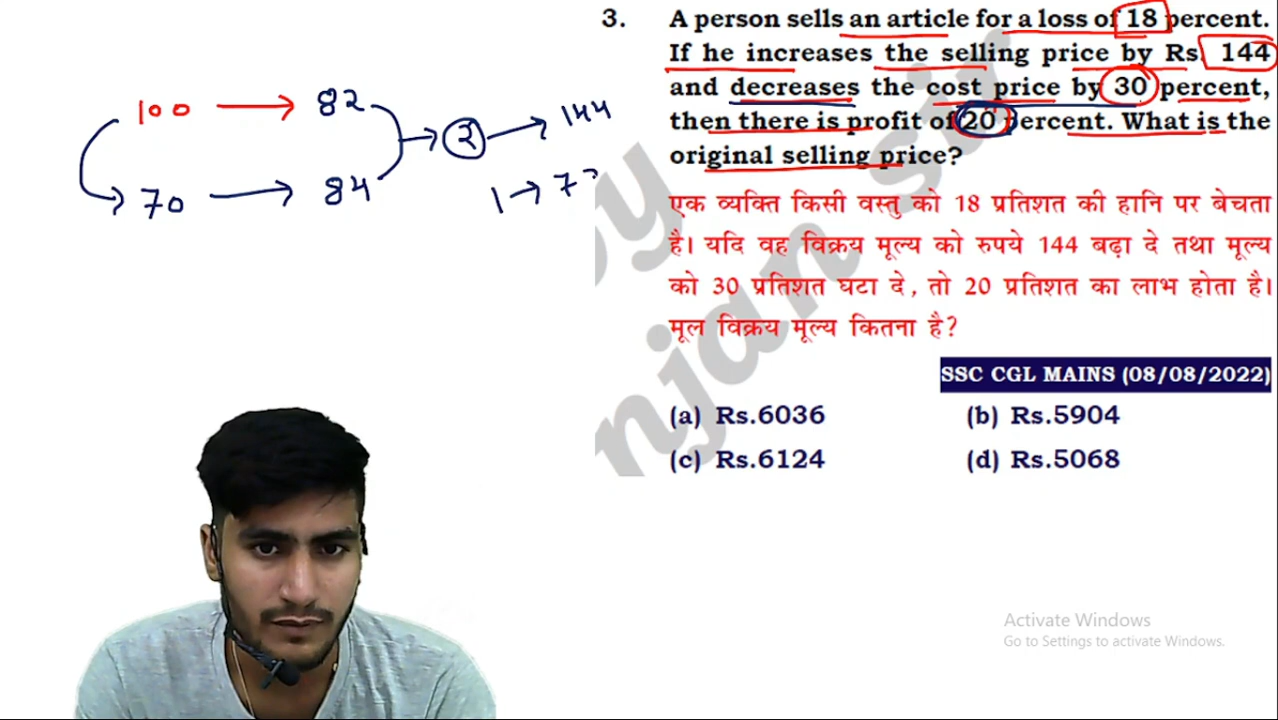 3. A person sells an article for a loss of 18 percent.
If he increases the selling price by Rs. 144
and decreases the cost price by 30 percent,
then there is profit of 20 percent. What is the
original selling price?
एक व्यक्ति किसी वस्तु को 18 प्रतिशत की हानि पर बेचता
है। यदि वह विक्रय मूल्य को रुपये 144 बढ़ा दे तथा मूल्य
को 30 प्रतिशत घटा दे, तो 20 प्रतिशत का लाभ होता है।
मूल विक्रय मूल्य कितना है?
SSC CGL MAINS (08/08/2022)
(a) Rs.6036 (b) Rs.5904
(c) Rs.6124 (d) Rs.5068
100 → 82
2 → 144
70 → 84
1 →
by
njan sir
Activate Windows
Go to Settings to activate Windows.